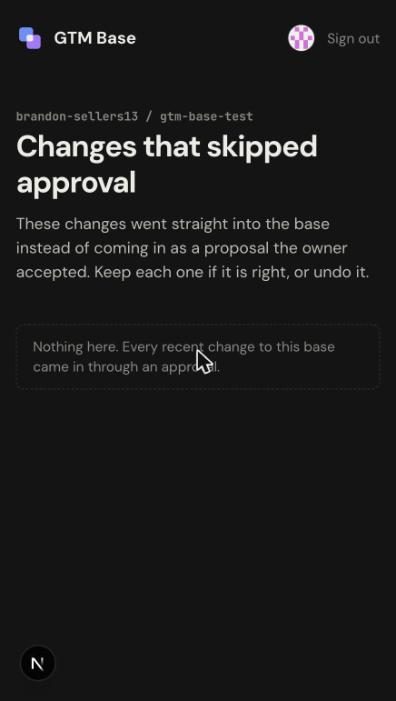 GTM Base
Sign out
brandon-sellers13 / gtm-base-test
Changes that skipped
approval
These changes went straight into the base
instead of coming in as a proposal the owner
accepted. Keep each one if it is right, or undo it.
Nothing here. Every recent change to this base
came in through an approval.
N